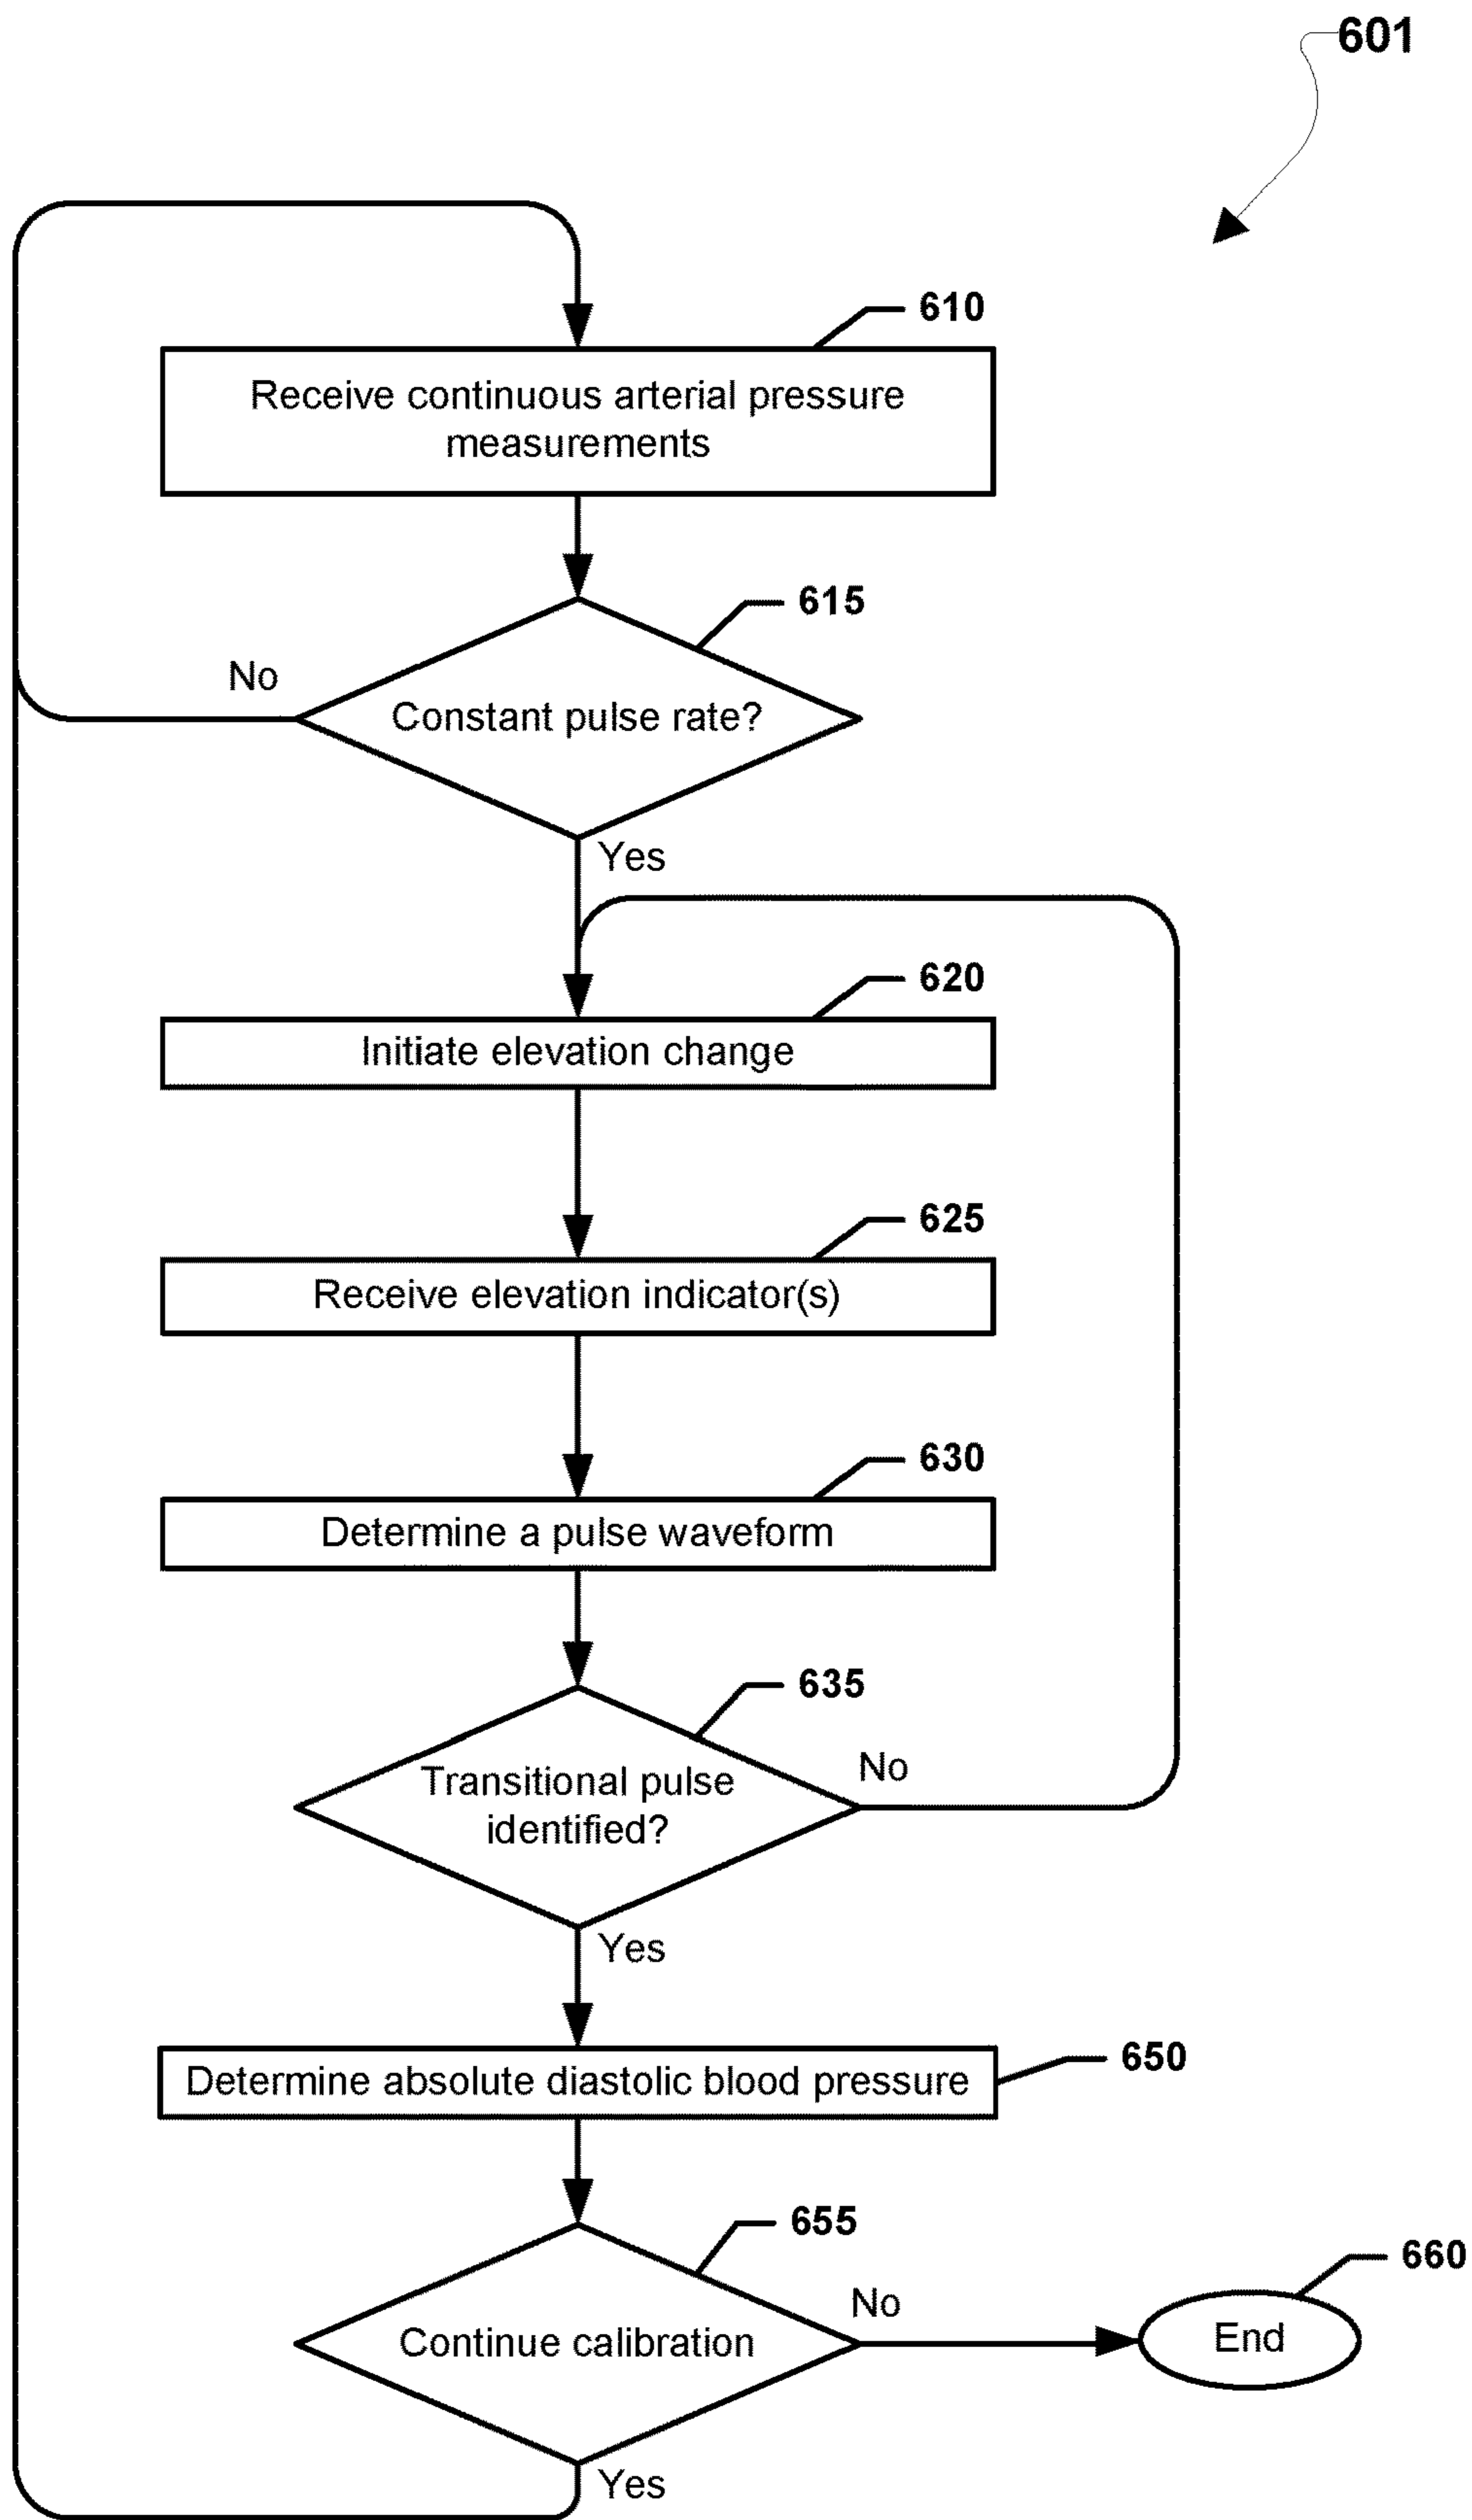 601
610
Receive continuous arterial pressure
measurements
615
No
Constant pulse rate?
Yes
620
Initiate elevation change
625
Receive elevation indicator(s)
630
Determine a pulse waveform
635
Transitional pulse
identified?
No
Yes
650
Determine absolute diastolic blood pressure
655
660
No
Continue calibration
End
Yes